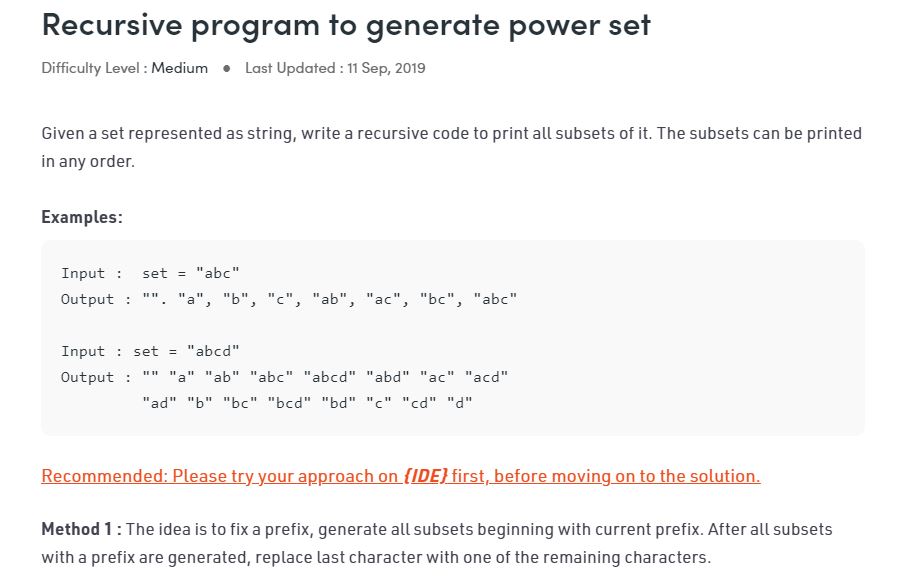 Recursive program to generate power set
Difficulty Level : Medium ● Last Updated : 11 Sep, 2019
Given a set represented as string, write a recursive code to print all subsets of it. The subsets can be printed
in any order.
Examples:
Input :  set = "abc"
Output : "". "a", "b", "c", "ab", "ac", "bc", "abc"
Input : set = "abcd"
Output : "" "a" "ab" "abc" "abcd" "abd" "ac" "acd"
"ad" "b" "bc" "bcd" "bd" "c" "cd" "d"
Recommended: Please try your approach on {IDE} first, before moving on to the solution.
Method 1 : The idea is to fix a prefix, generate all subsets beginning with current prefix. After all subsets
with a prefix are generated, replace last character with one of the remaining characters.